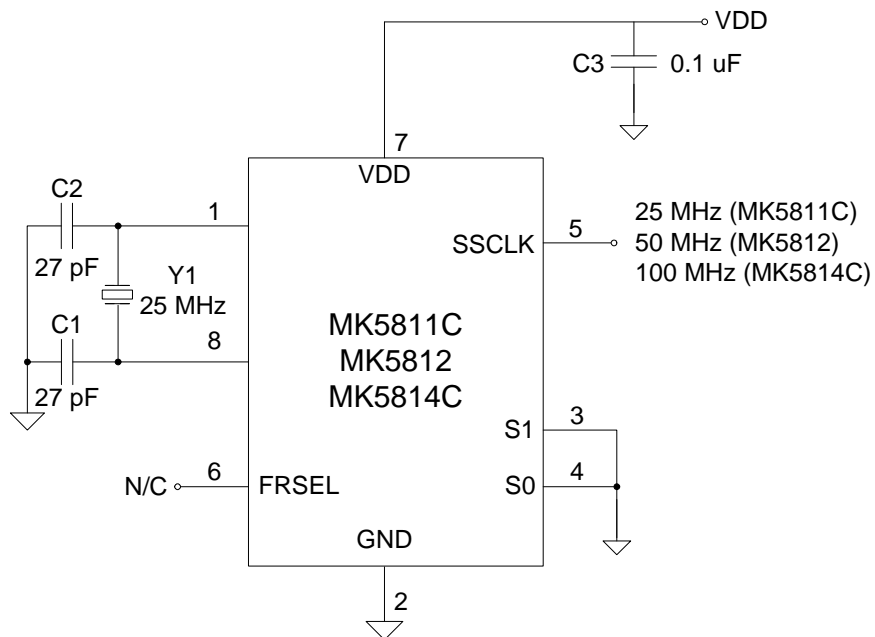 VDD
C3
0.1 uF
7
VDD
C2
1
27 pF
Y1
25 MHz
C1
8
27 pF
SSCLK
5
25 MHz (MK5811C)
50 MHz (MK5812)
100 MHz (MK5814C)
MK5811C
MK5812
MK5814C
S1
3
S0
4
N/C
6
FRSEL
GND
2